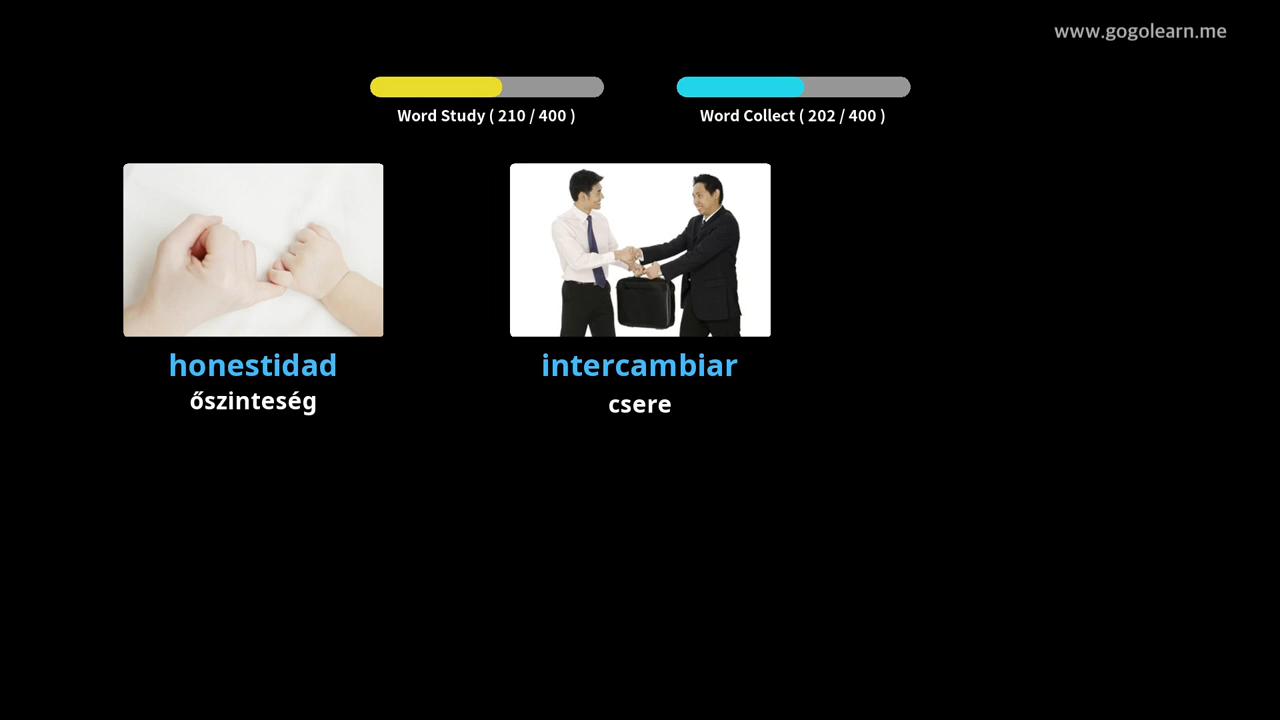 www.gogolearn.me
Word Study ( 210 / 400 )
Word Collect ( 202 / 400 )
honestidad
őszinteség
intercambiar
csere